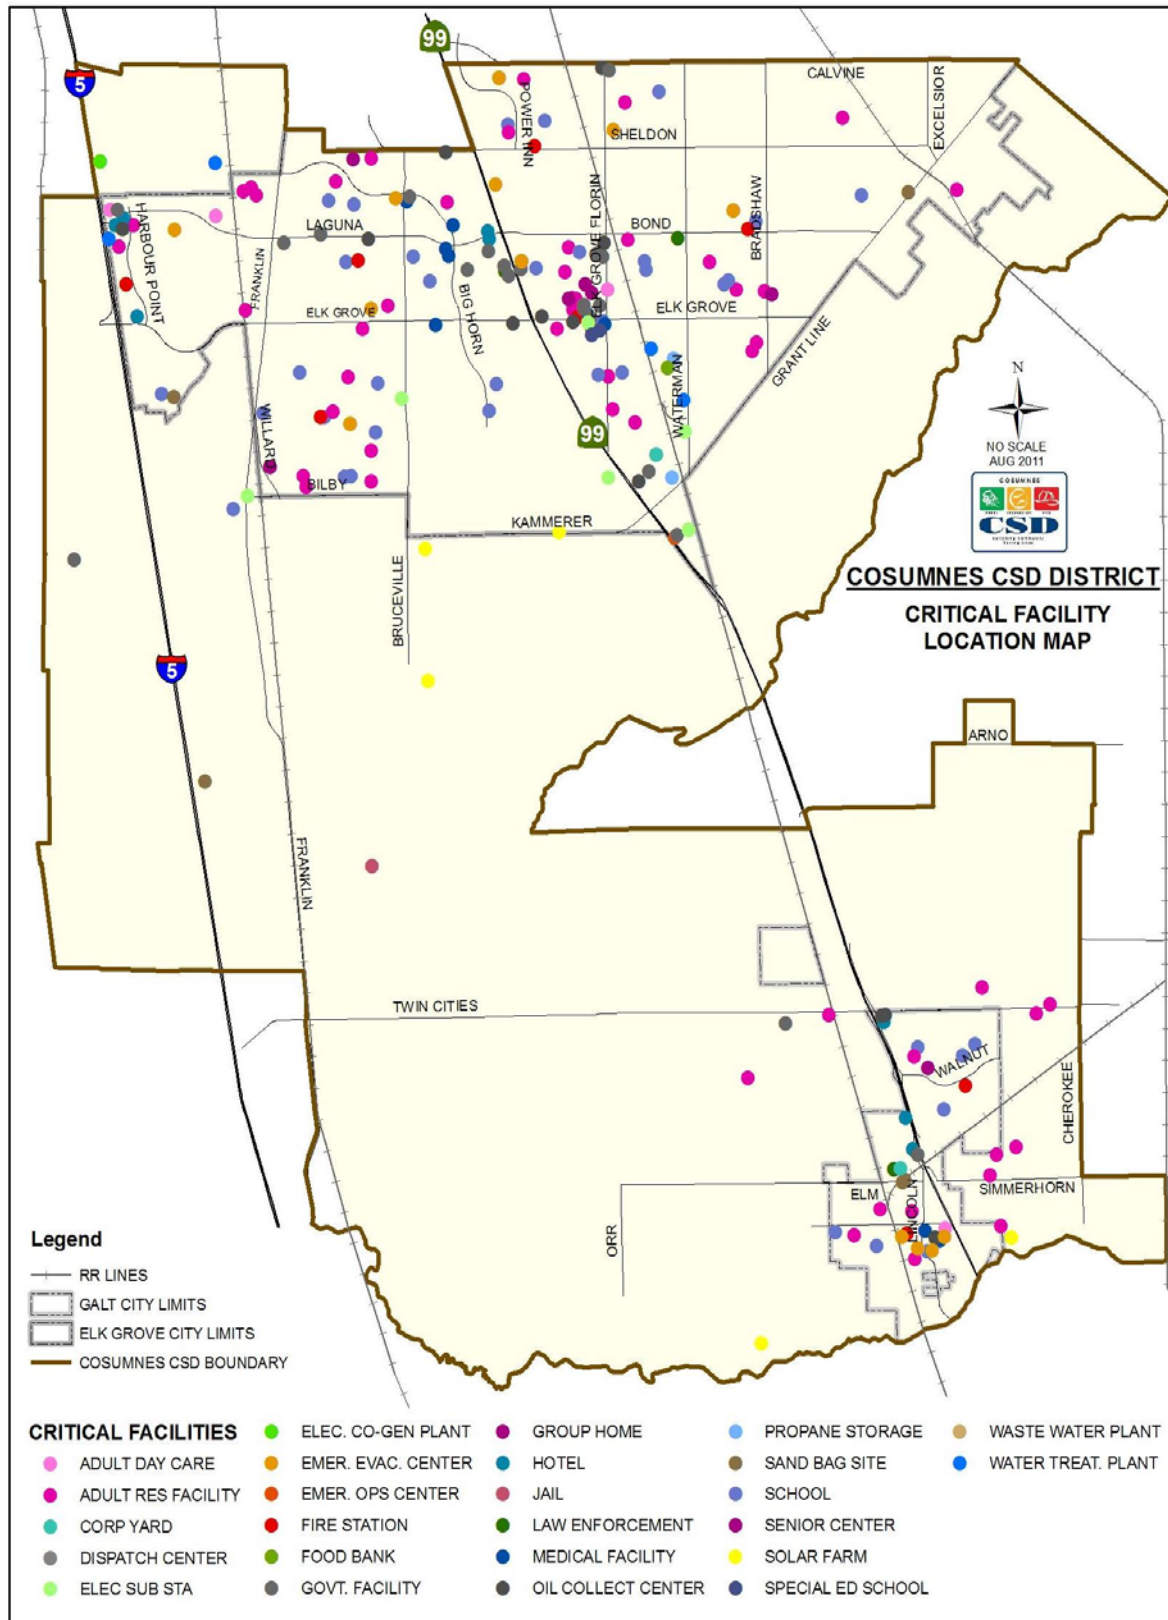 99
5
CALVINE
POWER INN
EXCELSIOR
SHELDON
HARBOUR POINT
LAGUNA
FRANKLIN
ELK GROVE FLORIN
BOND
BRADSHAW
ELK GROVE
BIG HORN
ELK GROVE
GRANT LINE
WATERMAN
WILLARD
99
N
NO SCALE
AUG 2011
COSUMNES
CSD
BILBY
KAMMERER
COSUMNES CSD DISTRICT
CRITICAL FACILITY
LOCATION MAP
BRUCEVILLE
5
ARNO
FRANKLIN
TWIN CITIES
WALNUT
CHEROKEE
ELM
LINCOLN
SIMMERHORN
ORR
Legend
RR LINES
GALT CITY LIMITS
ELK GROVE CITY LIMITS
COSUMNES CSD BOUNDARY
CRITICAL FACILITIES
ADULT DAY CARE
ADULT RES FACILITY
CORP YARD
DISPATCH CENTER
ELEC SUB STA
ELEC. CO-GEN PLANT
EMER. EVAC. CENTER
EMER. OPS CENTER
FIRE STATION
FOOD BANK
GOVT. FACILITY
GROUP HOME
HOTEL
JAIL
LAW ENFORCEMENT
MEDICAL FACILITY
OIL COLLECT CENTER
PROPANE STORAGE
SAND BAG SITE
SCHOOL
SENIOR CENTER
SOLAR FARM
SPECIAL ED SCHOOL
WASTE WATER PLANT
WATER TREAT. PLANT